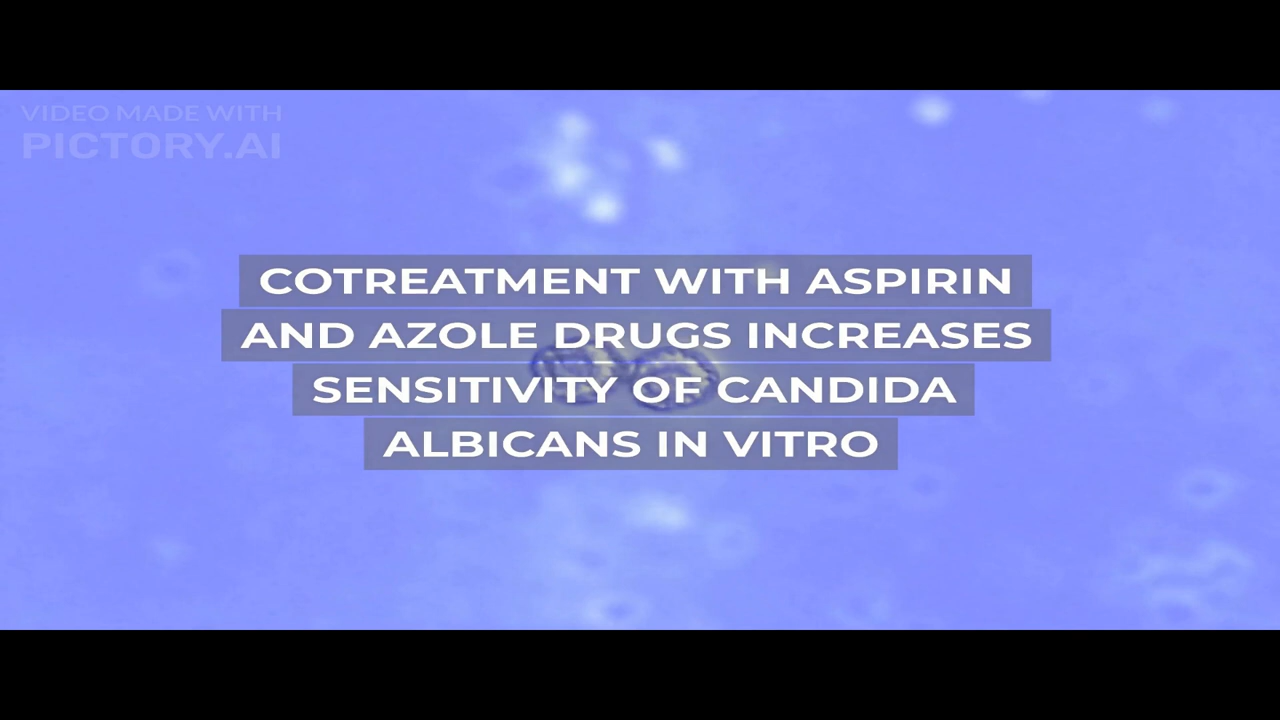 VIDEO MADE WITH
PICTORY.AI
COTREATMENT WITH ASPIRIN
AND AZOLE DRUGS INCREASES
SENSITIVITY OF CANDIDA
ALBICANS IN VITRO